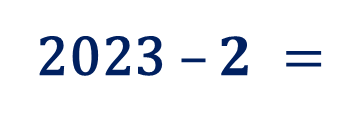 2023 – 2 =